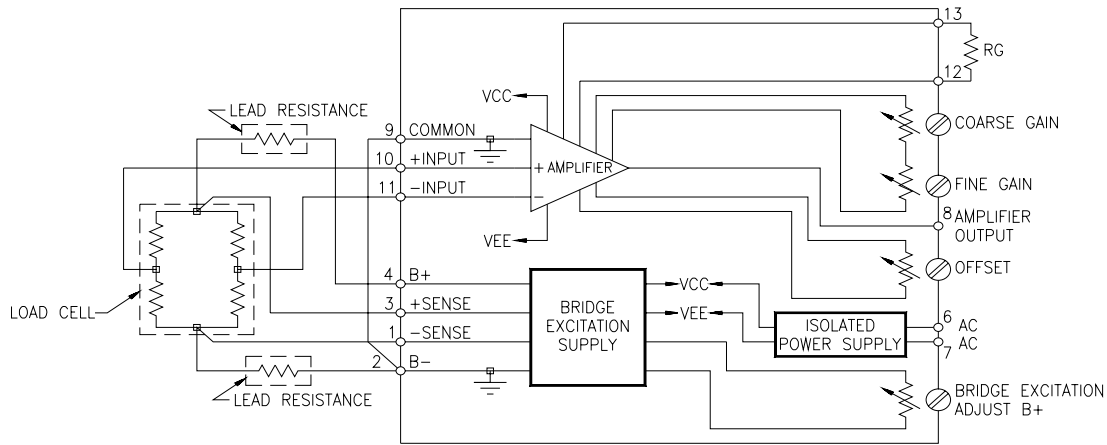 13
RG
12
LEAD RESISTANCE
VCC
COARSE GAIN
9 COMMON
10 +INPUT
+ AMPLIFIER
11 -INPUT
-
FINE GAIN
8 AMPLIFIER
OUTPUT
VEE
OFFSET
4 B+
VCC
3 +SENSE
BRIDGE
EXCITATION
SUPPLY
VEE
ISOLATED
POWER SUPPLY
6 AC
7 AC
LOAD CELL
1 -SENSE
2 B-
LEAD RESISTANCE
BRIDGE EXCITATION
ADJUST B+